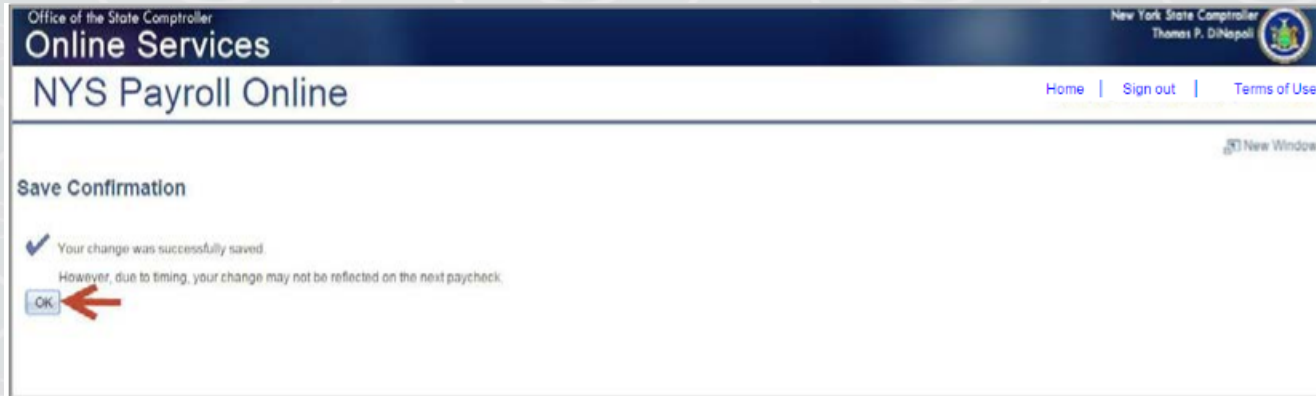 Office of the State Comptroller
Online Services
New York State Comptroller
Thomas P. DiNapoli
NYS Payroll Online
Home | Sign out | Terms of Use
New Window
Save Confirmation
Your change was successfully saved.
However, due to timing, your change may not be reflected on the next paycheck.
OK